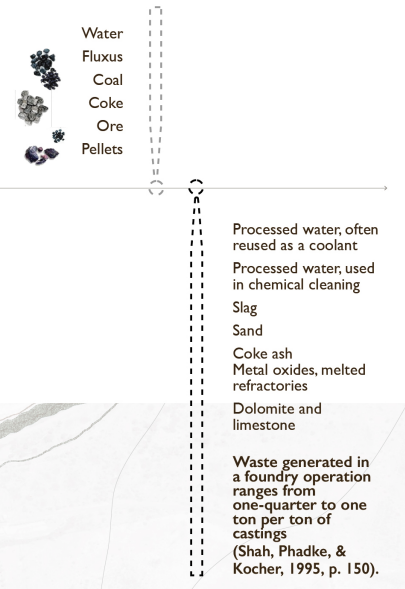 Water
Fluxus
Coal
Coke
Ore
Pellets
Processed water, often
reused as a coolant
Processed water, used
in chemical cleaning
Slag
Sand
Coke ash
Metal oxides, melted
refractories
Dolomite and
limestone
Waste generated in
a foundry operation
ranges from
one-quarter to one
ton per ton of
castings
(Shah, Phadke, &
Kocher, 1995, p. 150).